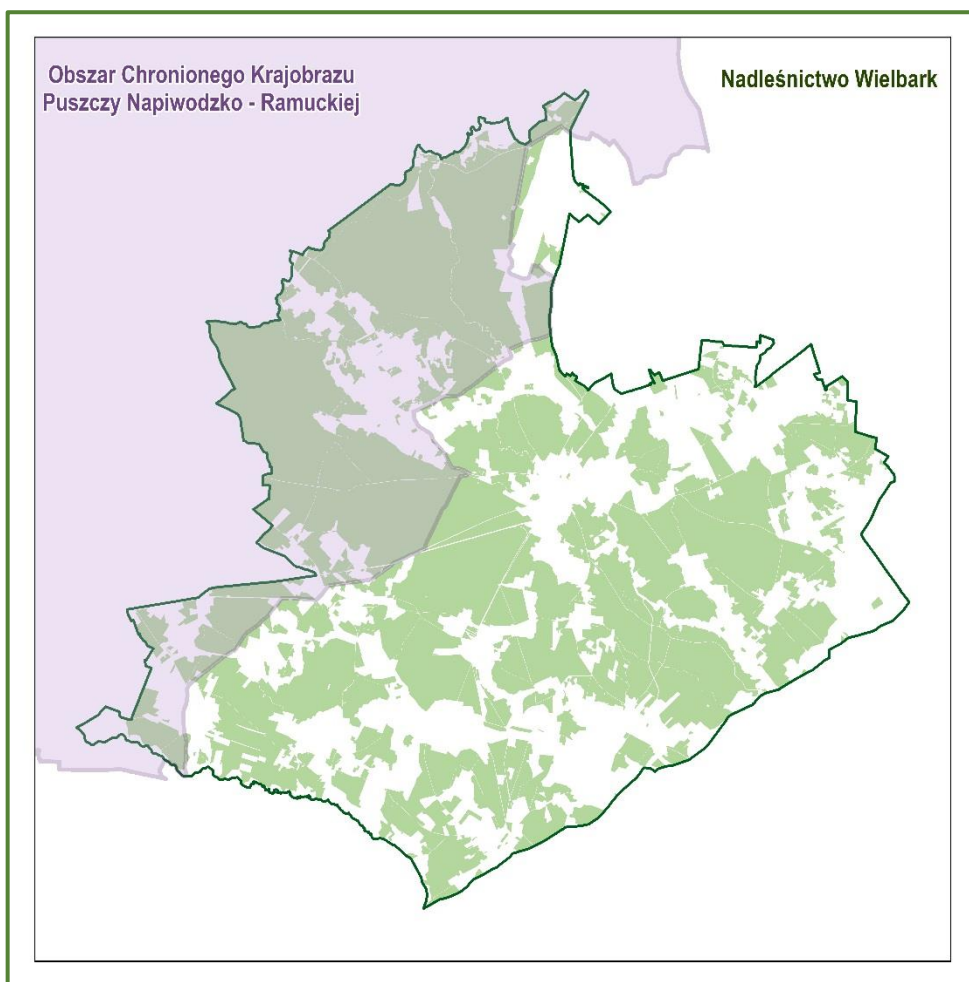 Obszar Chronionego Krajobrazu
Puszczy Napiwodzko - Ramuckiej
Nadleśnictwo Wielbark